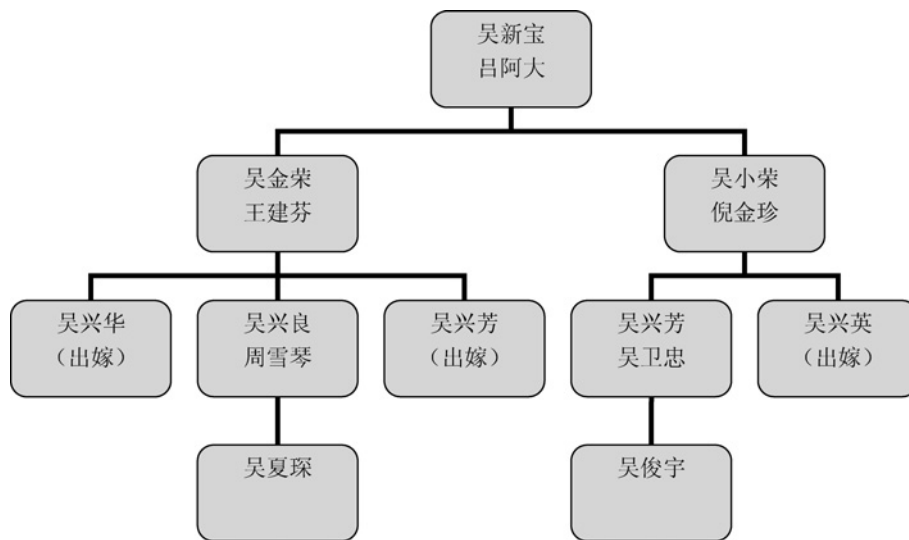 吴新宝
吕阿大
吴金荣
王建芬
吴小荣
倪金珍
吴兴华
（出嫁）
吴兴良
周雪琴
吴兴芳
（出嫁）
吴兴芳
吴卫忠
吴兴英
（出嫁）
吴夏琛
吴俊宇